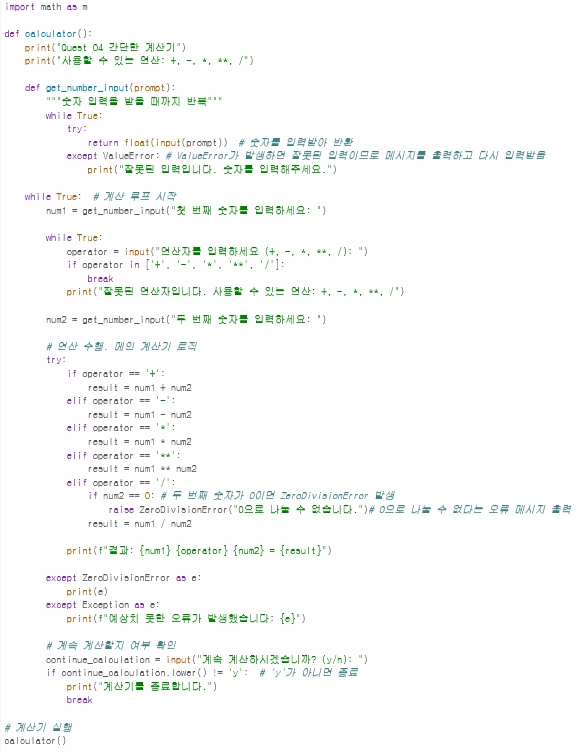 import math as m
def calculator():
print("Quest 04 간단한 계산기")
print("사용할 수 있는 연산: +, -, *, **, /")
def get_number_input(prompt):
"""숫자 입력을 받을 때까지 반복"""
while True:
try:
return float(input(prompt)) # 숫자를 입력받아 반환
except ValueError: # ValueError가 발생하면 잘못된 입력이므로 메시지를 출력하고 다시 입력받음
print("잘못된 입력입니다. 숫자를 입력해주세요.")
while True: # 계산 루프 시작
num1 = get_number_input("첫 번째 숫자를 입력하세요: ")
while True:
operator = input("연산자를 입력하세요 (+, -, *, **, /): ")
if operator in ['+', '-', '*', '**', '/']:
break
print("잘못된 연산자입니다. 사용할 수 있는 연산: +, -, *, **, /")
num2 = get_number_input("두 번째 숫자를 입력하세요: ")
# 연산 수행. 메인 계산기 로직
try:
if operator == '+':
result = num1 + num2
elif operator == '-':
result = num1 - num2
elif operator == '*':
result = num1 * num2
elif operator == '**':
result = num1 ** num2
elif operator == '/':
if num2 == 0: # 두 번째 숫자가 0이면 ZeroDivisionError 발생
raise ZeroDivisionError("0으로 나눌 수 없습니다.")# 0으로 나눌 수 없다는 오류 메시지 출력
result = num1 / num2
print(f"결과: {num1} {operator} {num2} = {result}")
except ZeroDivisionError as e:
print(e)
except Exception as e:
print(f"예상치 못한 오류가 발생했습니다: {e}")
# 계속 계산할지 여부 확인
continue_calculation = input("계속 계산하시겠습니까? (y/n): ")
if continue_calculation.lower() != 'y': # 'y'가 아니면 종료
print("계산기를 종료합니다.")
break
# 계산기 실행
calculator()